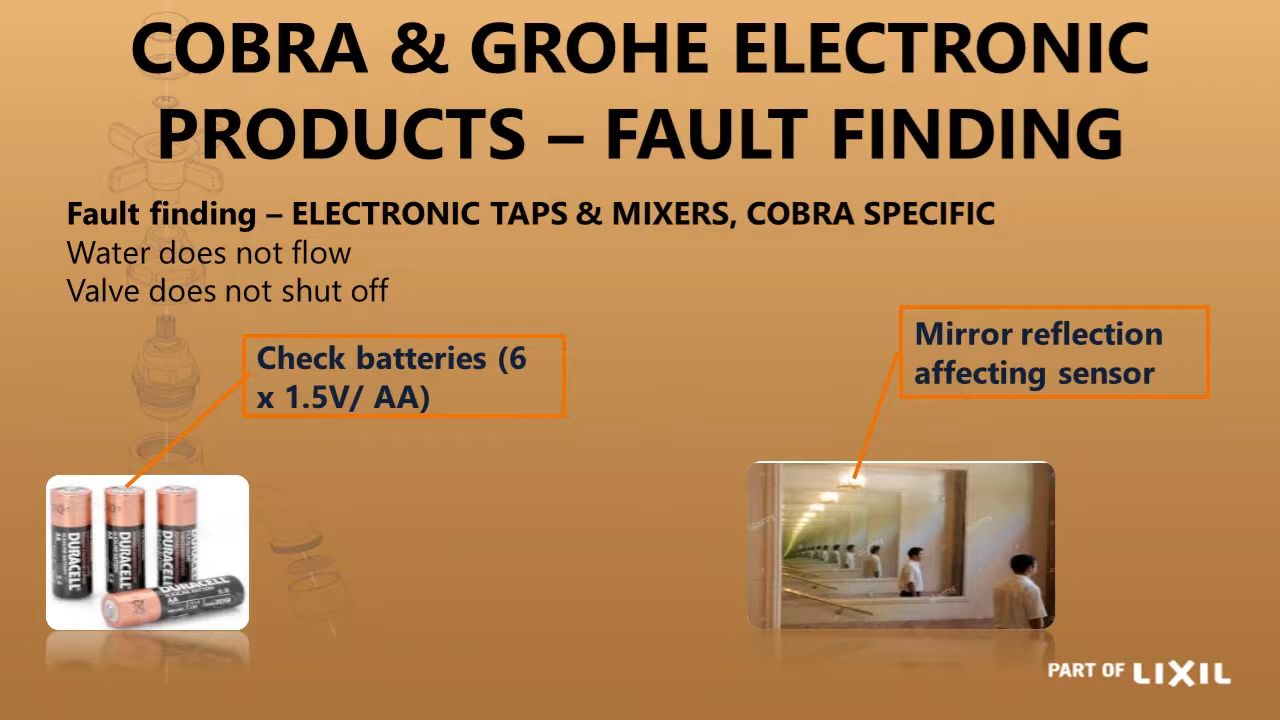 COBRA & GROHE ELECTRONIC
PRODUCTS – FAULT FINDING
Fault finding – ELECTRONIC TAPS & MIXERS, COBRA SPECIFIC
Water does not flow
Valve does not shut off
Mirror reflection
affecting sensor
Check batteries (6
x 1.5V/ AA)
DURACELL
DURACELL
DURACELL
DURACELL
PART OF LIXIL